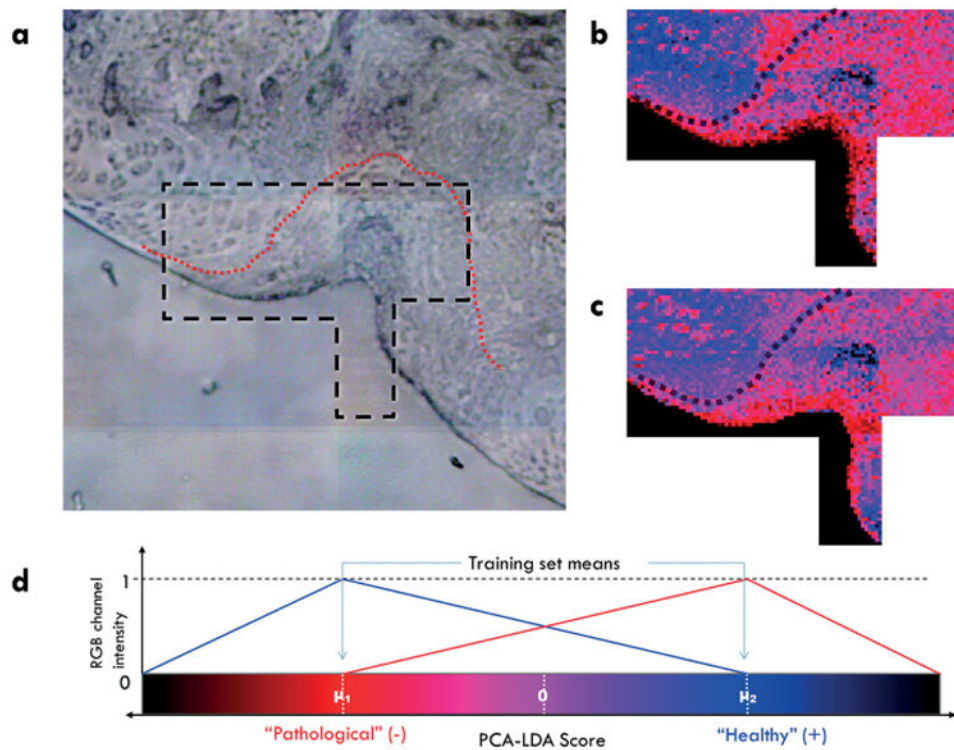 a
b
c
d
Training set means
RGB channel
intensity
1
0
μ₁
0
μ₂
"Pathological" (-)
PCA-LDA Score
"Healthy" (+)